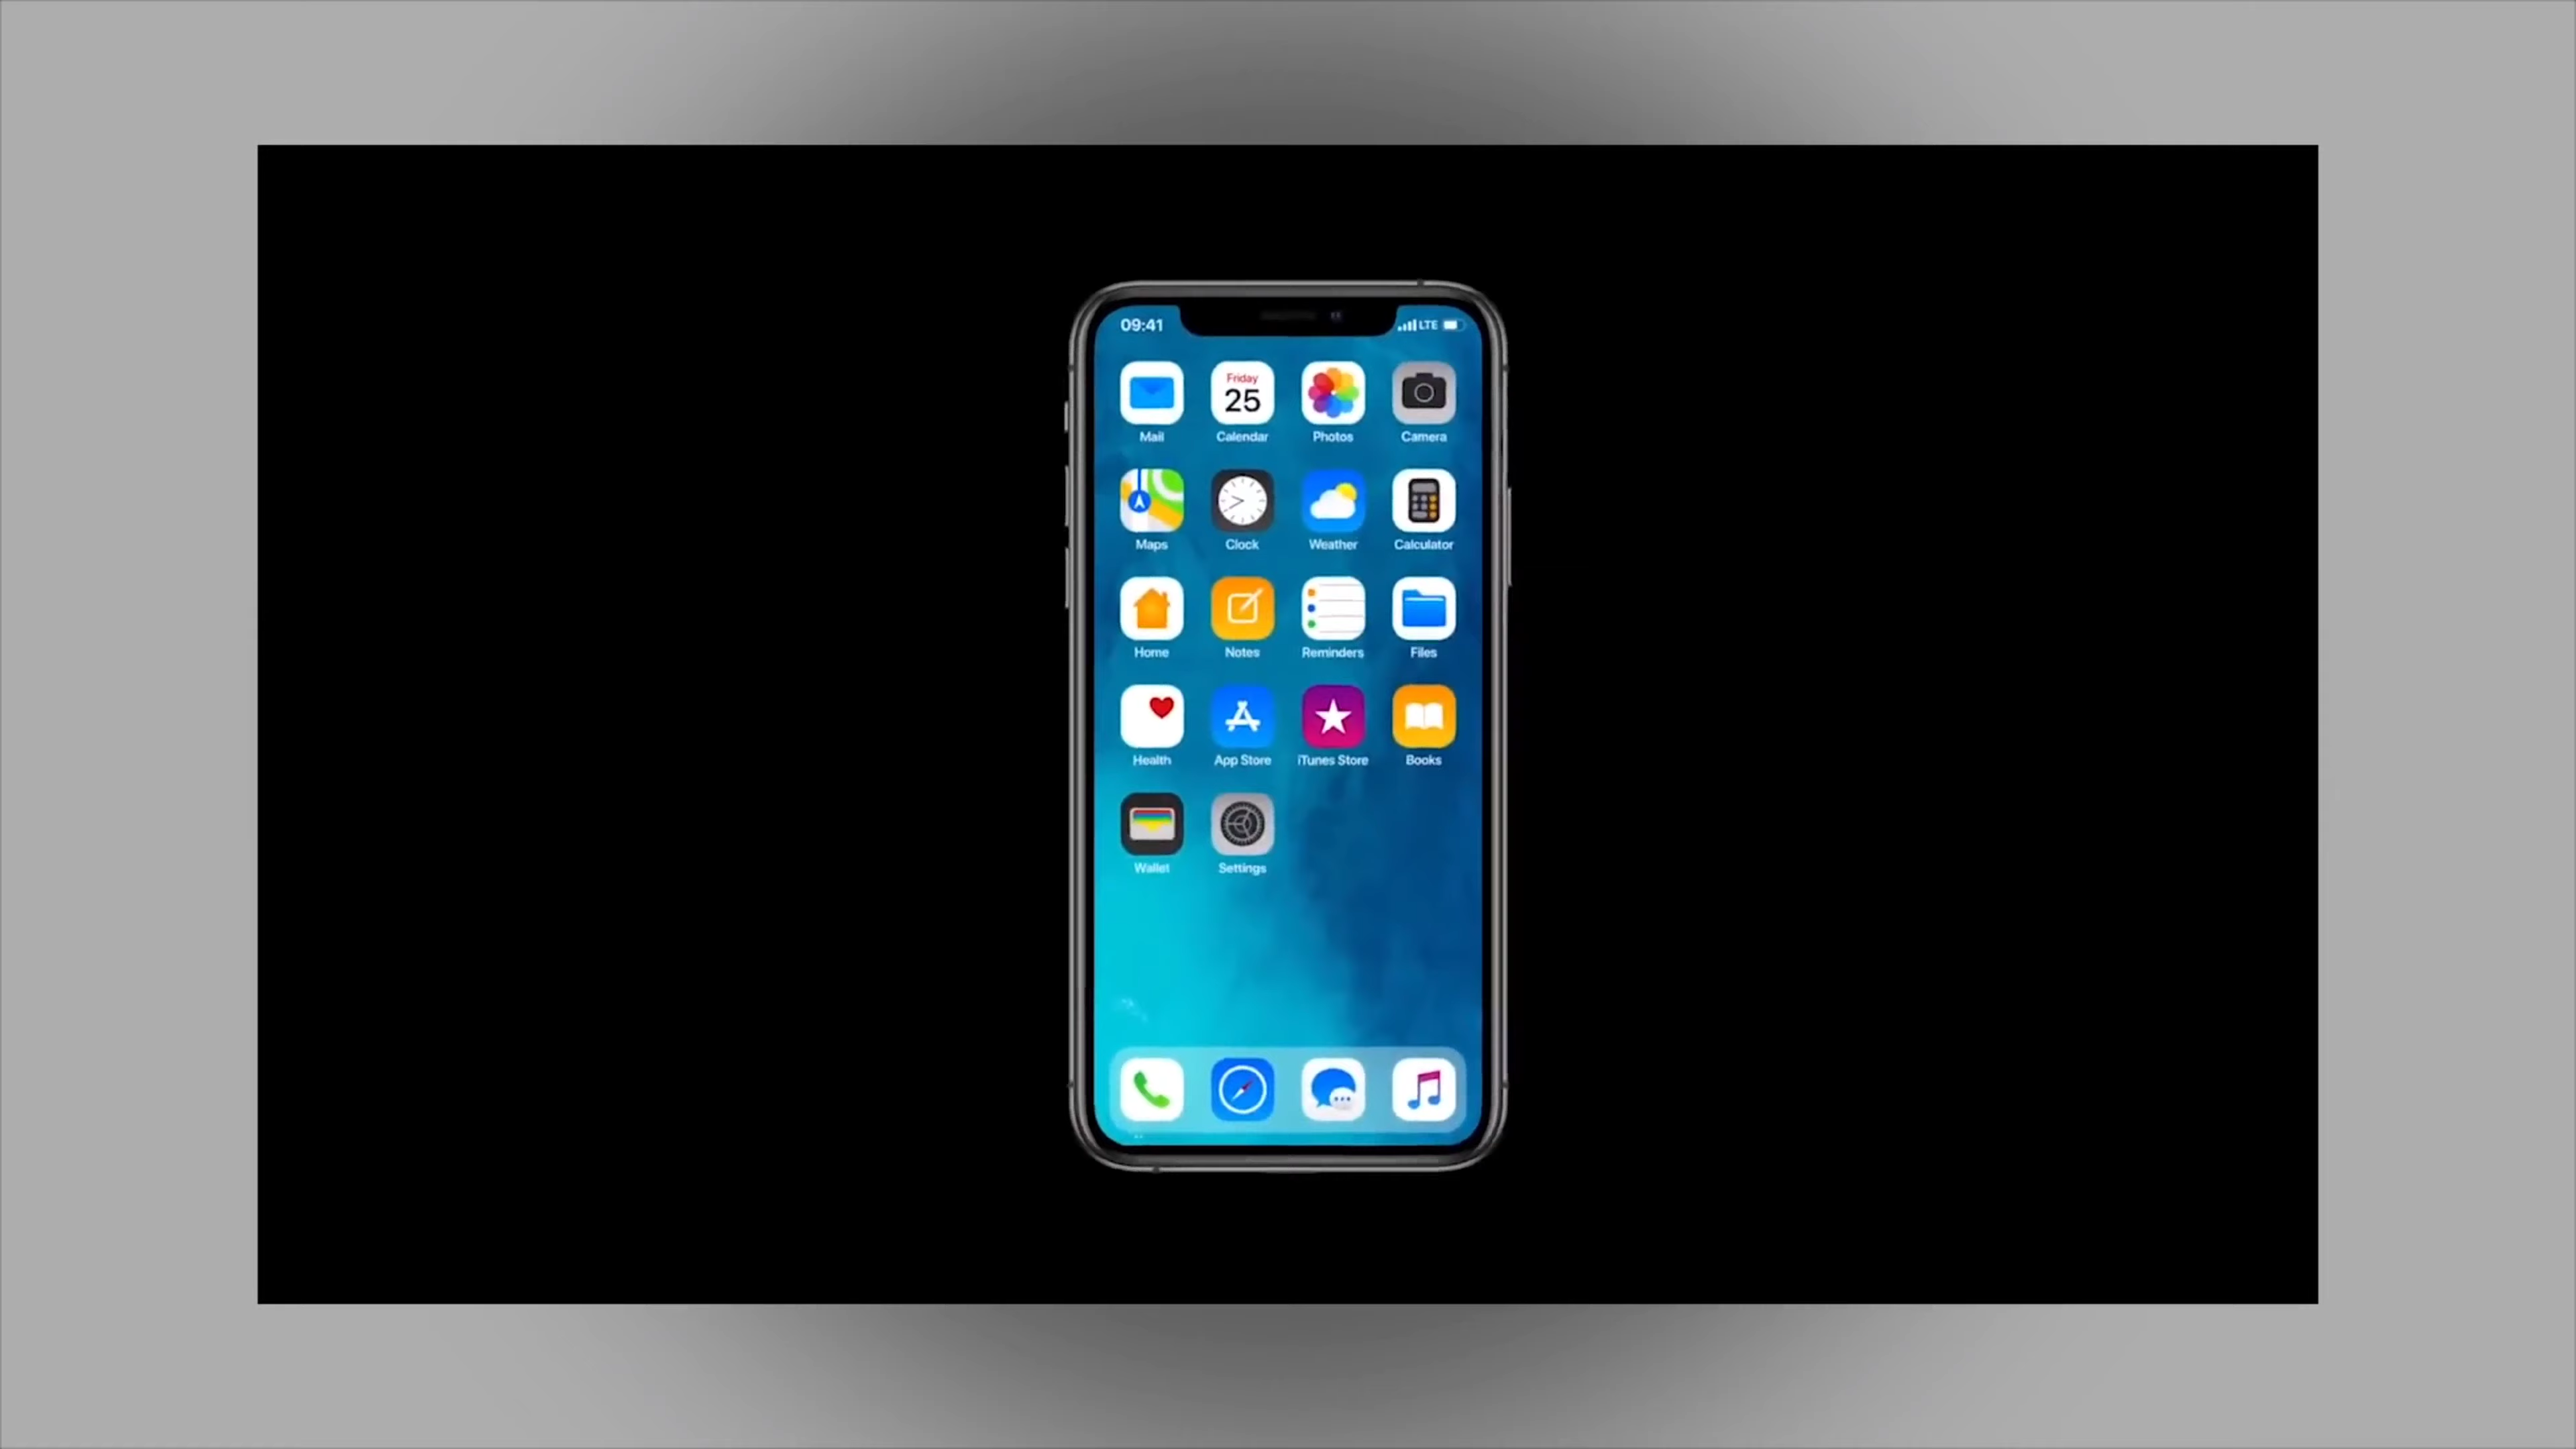 09:41 LTE
Friday
25
Mail Calendar Photos Camera
Maps Clock Weather Calculator
Home Notes Reminders Files
Health App Store iTunes Store Books
Wallet Settings